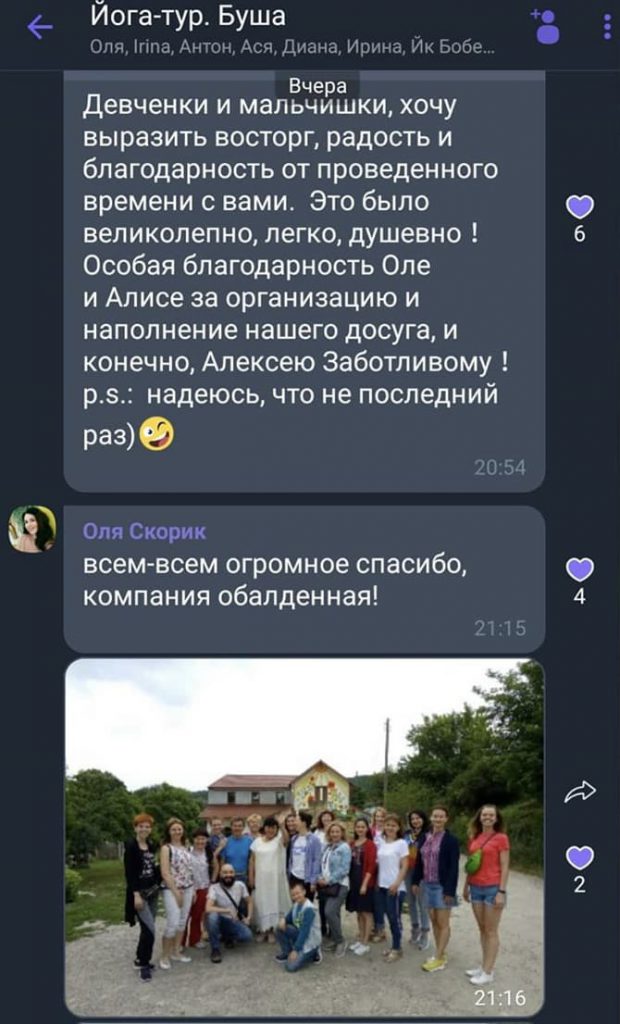 Йога-тур. Буша
Оля, Irina, Антон, Ася, Диана, Ирина, Йк Бобе...
Вчера
Девченки и мальчишки, хочу
выразить восторг, радость и
благодарность от проведенного
времени с вами.  Это было
великолепно, легко, душевно !
Особая благодарность Оле
и Алисе за организацию и
наполнение нашего досуга, и
конечно, Алексею Заботливому !
p.s.:  надеюсь, что не последний
раз)🤪
6
20:54
Оля Скорик
всем-всем огромное спасибо,
компания обалденная!
4
21:15
2
21:16